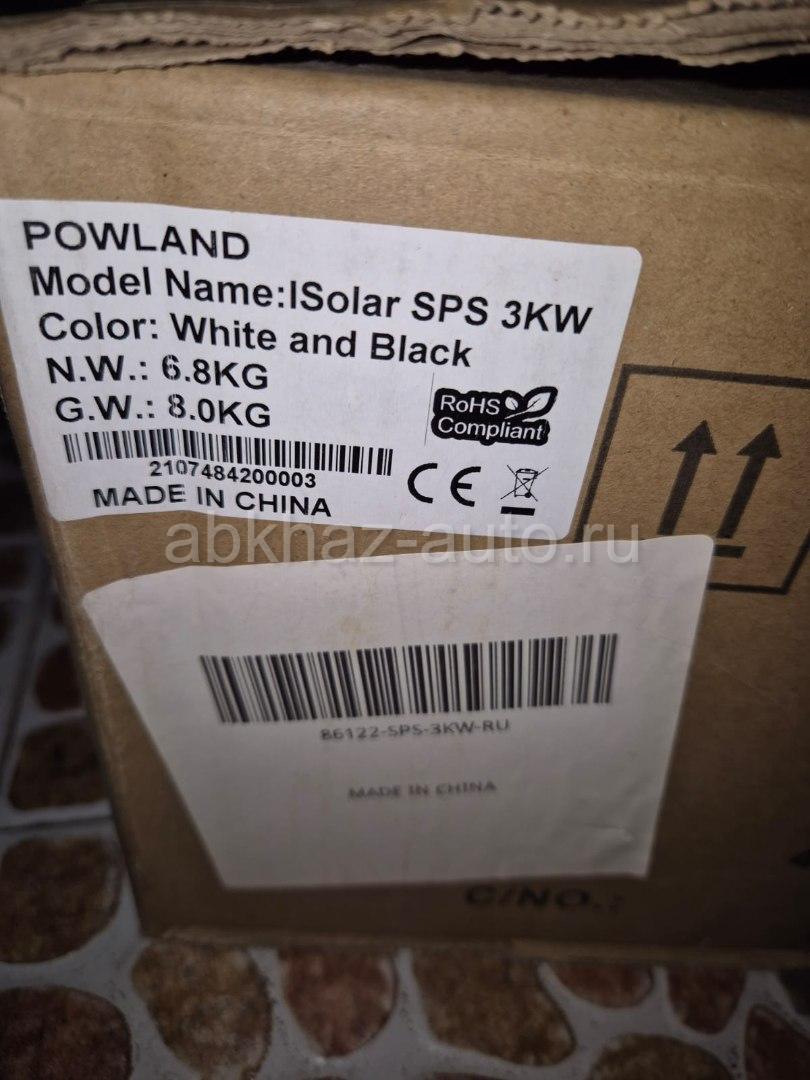 POWLAND
Model Name:ISolar SPS 3KW
Color: White and Black
N.W.: 6.8KG
G.W.: 8.0KG
RoHS
Compliant
2107484200003
CE
MADE IN CHINA
abkhaz-auto.ru
86122-SPS-3KW-RU
MADE IN CHINA
C/NO.: